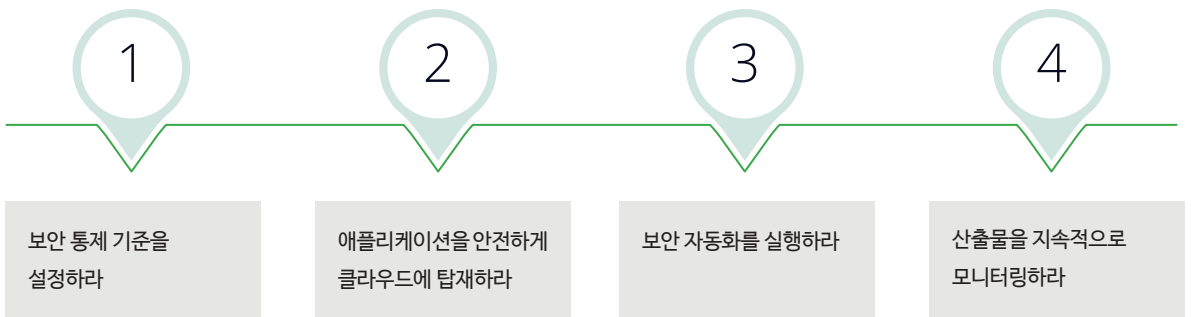 1
2
3
4
보안 통제 기준을
설정하라
애플리케이션을 안전하게
클라우드에 탑재하라
보안 자동화를 실행하라
산출물을 지속적으로
모니터링하라